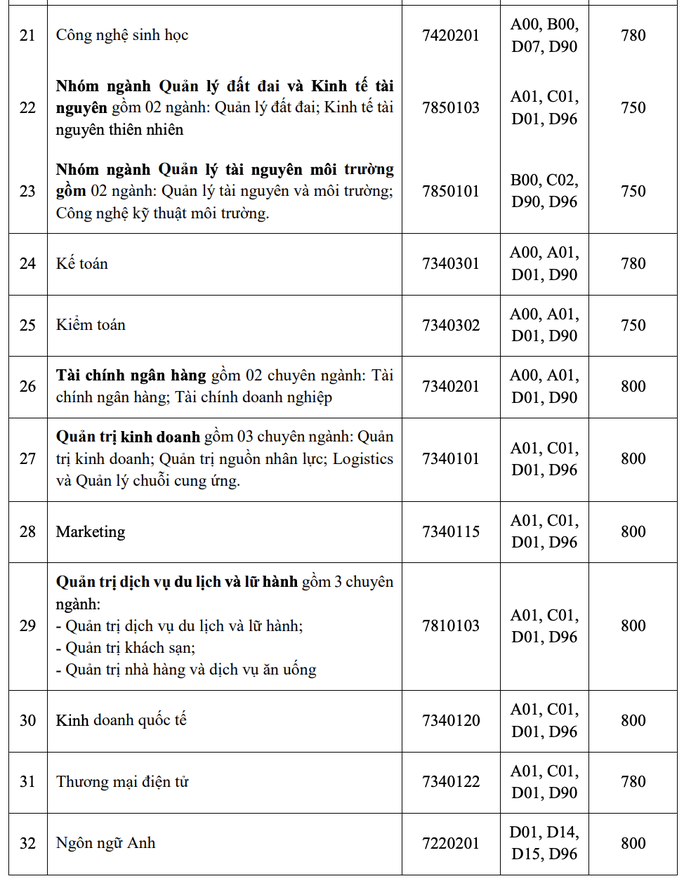 21 Công nghệ sinh học 7420201 A00, B00, D07, D90 780
22 Nhóm ngành Quản lý đất đai và Kinh tế tài nguyên gồm 02 ngành: Quản lý đất đai; Kinh tế tài nguyên thiên nhiên 7850103 A01, C01, D01, D96 750
23 Nhóm ngành Quản lý tài nguyên môi trường gồm 02 ngành: Quản lý tài nguyên và môi trường; Công nghệ kỹ thuật môi trường. 7850101 B00, C02, D90, D96 750
24 Kế toán 7340301 A00, A01, D01, D90 780
25 Kiểm toán 7340302 A00, A01, D01, D90 750
26 Tài chính ngân hàng gồm 02 chuyên ngành: Tài chính ngân hàng; Tài chính doanh nghiệp 7340201 A00, A01, D01, D90 800
27 Quản trị kinh doanh gồm 03 chuyên ngành: Quản trị kinh doanh; Quản trị nguồn nhân lực; Logistics và Quản lý chuỗi cung ứng. 7340101 A01, C01, D01, D96 800
28 Marketing 7340115 A01, C01, D01, D96 800
29 Quản trị dịch vụ du lịch và lữ hành gồm 3 chuyên ngành:
- Quản trị dịch vụ du lịch và lữ hành;
- Quản trị khách sạn;
- Quản trị nhà hàng và dịch vụ ăn uống 7810103 A01, C01, D01, D96 800
30 Kinh doanh quốc tế 7340120 A01, C01, D01, D96 800
31 Thương mại điện tử 7340122 A01, C01, D01, D90 780
32 Ngôn ngữ Anh 7220201 D01, D14, D15, D96 800